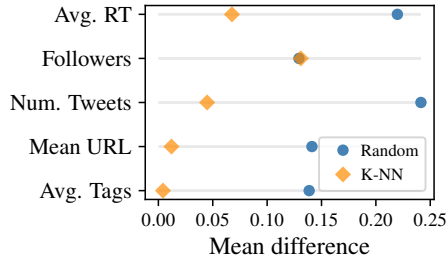 Avg. RT
Followers
Num. Tweets
Mean URL
Avg. Tags
Random
K-NN
0.00 0.05 0.10 0.15 0.20 0.25
Mean difference